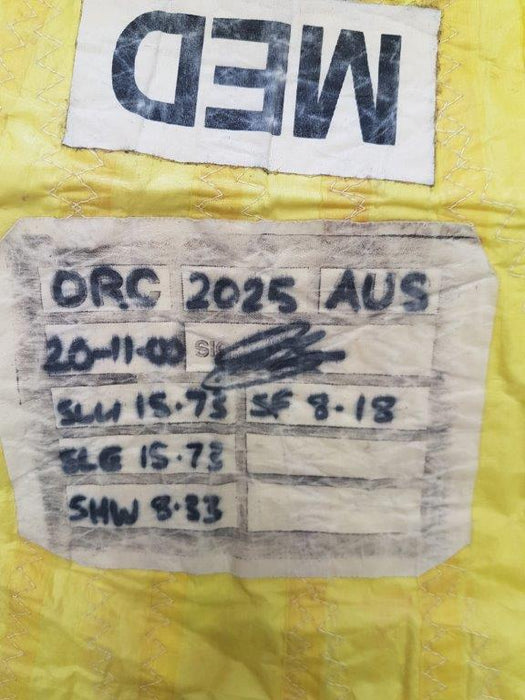 MED
ORC 2025 AUS
20-11-00
SLU 15.73 SF 8.18
SLE 15.73
SHW 8.33